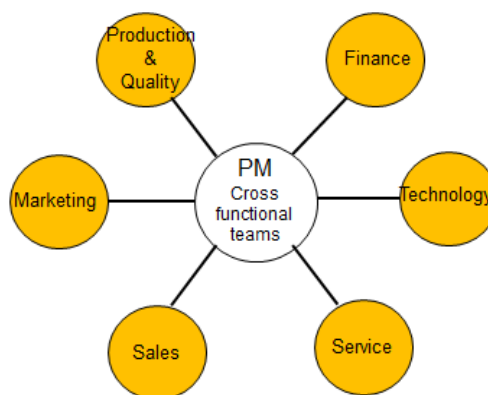 Production
&
Quality
Finance
PM
Cross
functional
teams
Marketing
Technology
Sales
Service